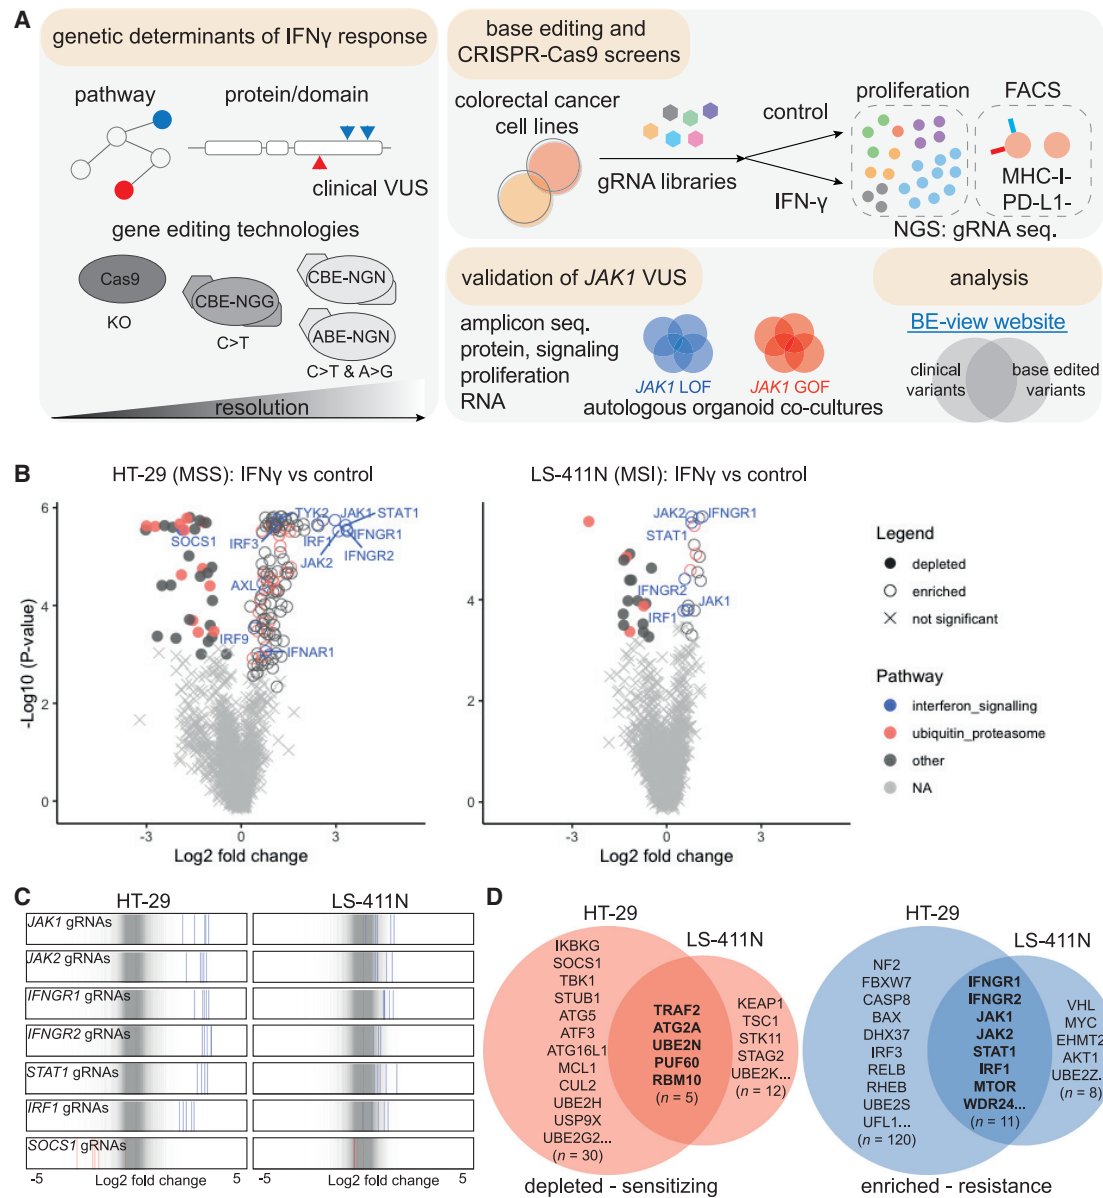 A
genetic determinants of IFNγ response
pathway
protein/domain
clinical VUS
gene editing technologies
Cas9
KO
CBE-NGG
C>T
CBE-NGN
ABE-NGN
C>T & A>G
resolution
base editing and
CRISPR-Cas9 screens
colorectal cancer
cell lines
gRNA libraries
control
IFN-γ
proliferation
FACS
MHC-I-
PD-L1-
NGS: gRNA seq.
validation of JAK1 VUS
amplicon seq.
protein, signaling
proliferation
RNA
JAK1 LOF
JAK1 GOF
autologous organoid co-cultures
analysis
BE-view website
clinical
variants
base edited
variants
B
HT-29 (MSS): IFNγ vs control
-Log10 (P-value)
6
4
2
0
-3
0
3
Log2 fold change
TYK2
JAK1
STAT1
SOCS1
IRF3
IRF1
IFNGR1
IFNGR2
JAK2
AXL
IRF9
IFNAR1
LS-411N (MSI): IFNγ vs control
6
4
2
0
-3
0
3
Log2 fold change
JAK2
IFNGR1
STAT1
IFNGR2
JAK1
IRF1
Legend
depleted
enriched
not significant
Pathway
interferon_signalling
ubiquitin_proteasome
other
NA
C
HT-29
LS-411N
JAK1 gRNAs
JAK2 gRNAs
IFNGR1 gRNAs
IFNGR2 gRNAs
STAT1 gRNAs
IRF1 gRNAs
SOCS1 gRNAs
-5
Log2 fold change
5
-5
Log2 fold change
5
D
HT-29
LS-411N
IKBKG
SOCS1
TBK1
STUB1
ATG5
ATF3
ATG16L1
MCL1
CUL2
UBE2H
USP9X
UBE2G2...
(n = 30)
TRAF2
ATG2A
UBE2N
PUF60
RBM10
(n = 5)
KEAP1
TSC1
STK11
STAG2
UBE2K...
(n = 12)
depleted - sensitizing
HT-29
LS-411N
NF2
FBXW7
CASP8
BAX
DHX37
IRF3
RELB
RHEB
UBE2S
UFL1...
(n = 120)
IFNGR1
IFNGR2
JAK1
JAK2
STAT1
IRF1
MTOR
WDR24...
(n = 11)
VHL
MYC
EHMT2
AKT1
UBE2Z...
(n = 8)
enriched - resistance